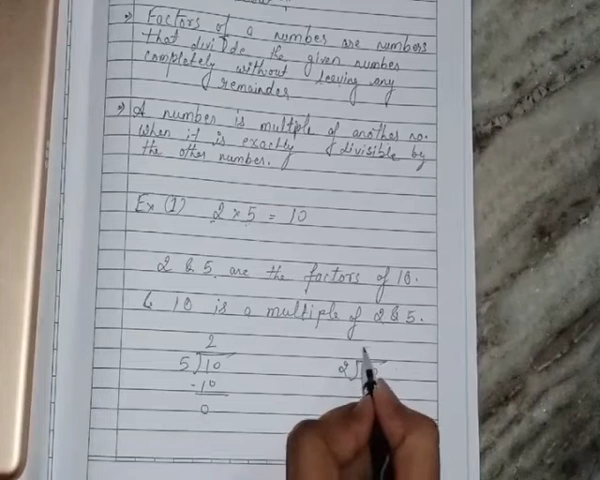 » Factors of a number are numbers
that divide the given number
completely without leaving any
remainder
» A number is multiple of another no.
when it is exactly divisible by
the other number.
Ex (1) 2 × 5 = 10
2 & 5 are the factors of 10.
& 10 is a multiple of 2 & 5.
2
5)10
-10
0
2)